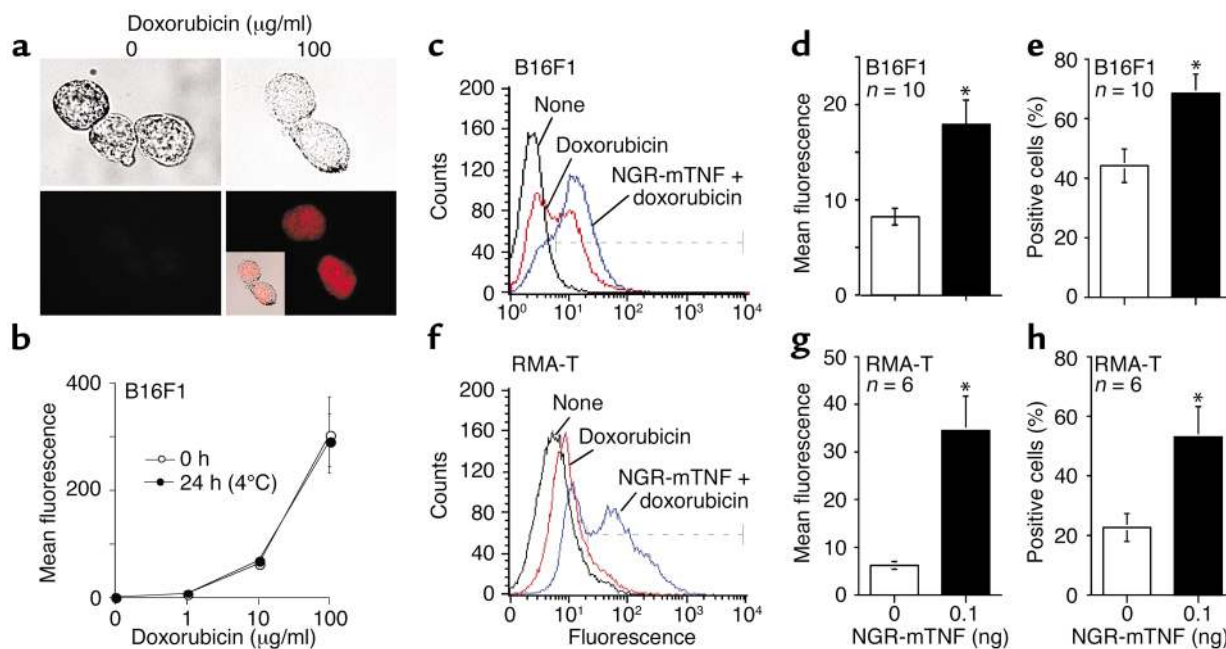 Doxorubicin (μg/ml)
a
0
100
b
B16F1
400
300
0
Mean fluorescence
0 h
24 h (4°C)
0
1
10
100
Doxorubicin (μg/ml)
c
B16F1
200
160
120
80
40
0
Counts
None
Doxorubicin
NGR-mTNF +
doxorubicin
10⁰
10¹
10²
10³
10⁴
d
B16F1
n = 10
*
20
10
0
Mean fluorescence
e
B16F1
n = 10
*
80
60
40
20
0
Positive cells (%)
f
RMA-T
200
160
120
80
40
0
Counts
None
Doxorubicin
NGR-mTNF +
doxorubicin
0
10¹
10²
10³
10⁴
Fluorescence
g
RMA-T
n = 6
*
50
40
30
20
10
0
Mean fluorescence
0
0.1
NGR-mTNF (ng)
h
RMA-T
n = 6
*
80
60
40
20
0
Positive cells (%)
0
0.1
NGR-mTNF (ng)